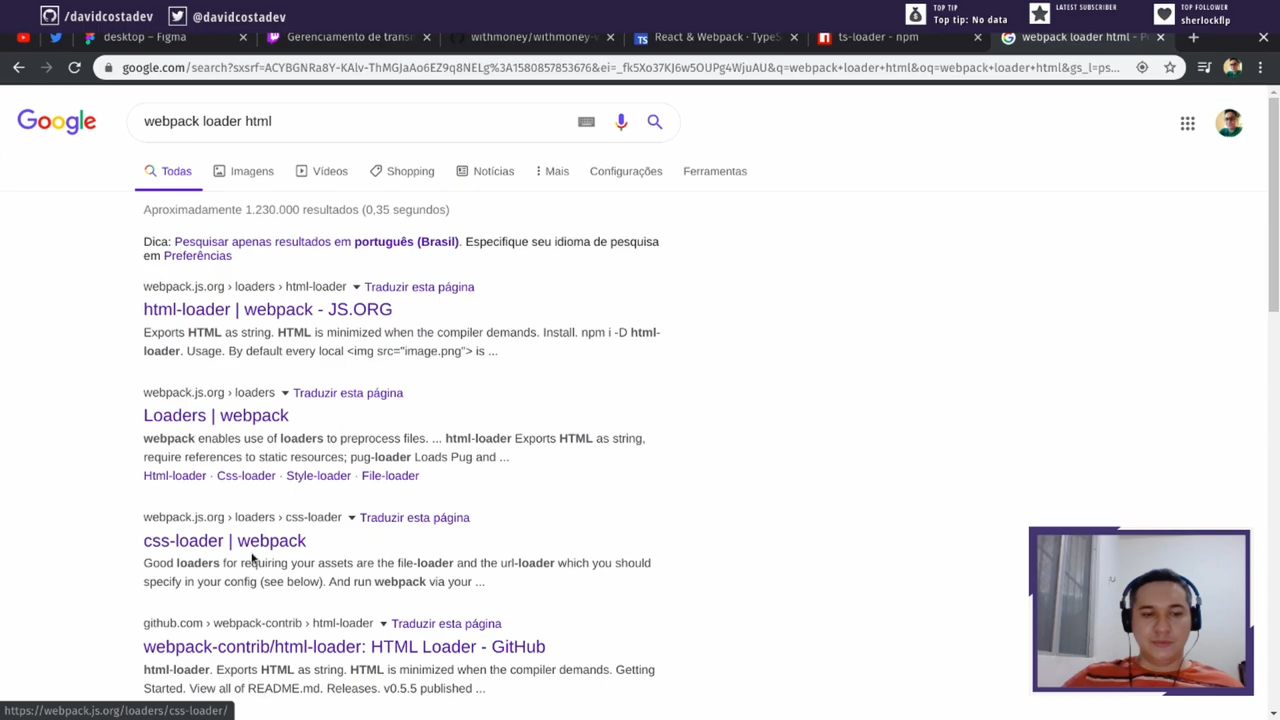 /davidcostadev
@davidcostadev
TOP TIP
Top tip: No data
LATEST SUBSCRIBER
TOP FOLLOWER
sherlockflp
desktop – Figma
Gerenciamento de transf
withmoney/withmoney-v
React & Webpack · TypeS
ts-loader - npm
webpack loader html - P
google.com/search?sxsrf=ACYBGNRa8Y-KAlv-ThMGJaAo6EZ9q8NELg%3A1580857853676&ei=_fk5Xo37KJ6w5OUPg4WjuAU&q=webpack+loader+html&oq=webpack+loader+html&gs_l=ps...
Google
webpack loader html
Todas
Imagens
Vídeos
Shopping
Notícias
Mais
Configurações
Ferramentas
Aproximadamente 1.230.000 resultados (0,35 segundos)
Dica: Pesquisar apenas resultados em português (Brasil). Especifique seu idioma de pesquisa
em Preferências
webpack.js.org › loaders › html-loader
Traduzir esta página
html-loader | webpack - JS.ORG
Exports HTML as string. HTML is minimized when the compiler demands. Install. npm i -D html-
loader. Usage. By default every local <img src="image.png"> is ...
webpack.js.org › loaders
Traduzir esta página
Loaders | webpack
webpack enables use of loaders to preprocess files. ... html-loader Exports HTML as string,
require references to static resources; pug-loader Loads Pug and ...
Html-loader · Css-loader · Style-loader · File-loader
webpack.js.org › loaders › css-loader
Traduzir esta página
css-loader | webpack
Good loaders for requiring your assets are the file-loader and the url-loader which you should
specify in your config (see below). And run webpack via your ...
github.com › webpack-contrib › html-loader
Traduzir esta página
webpack-contrib/html-loader: HTML Loader - GitHub
html-loader. Exports HTML as string. HTML is minimized when the compiler demands. Getting
Started. View all of README.md. Releases. v0.5.5 published ...
https://webpack.js.org/loaders/css-loader/